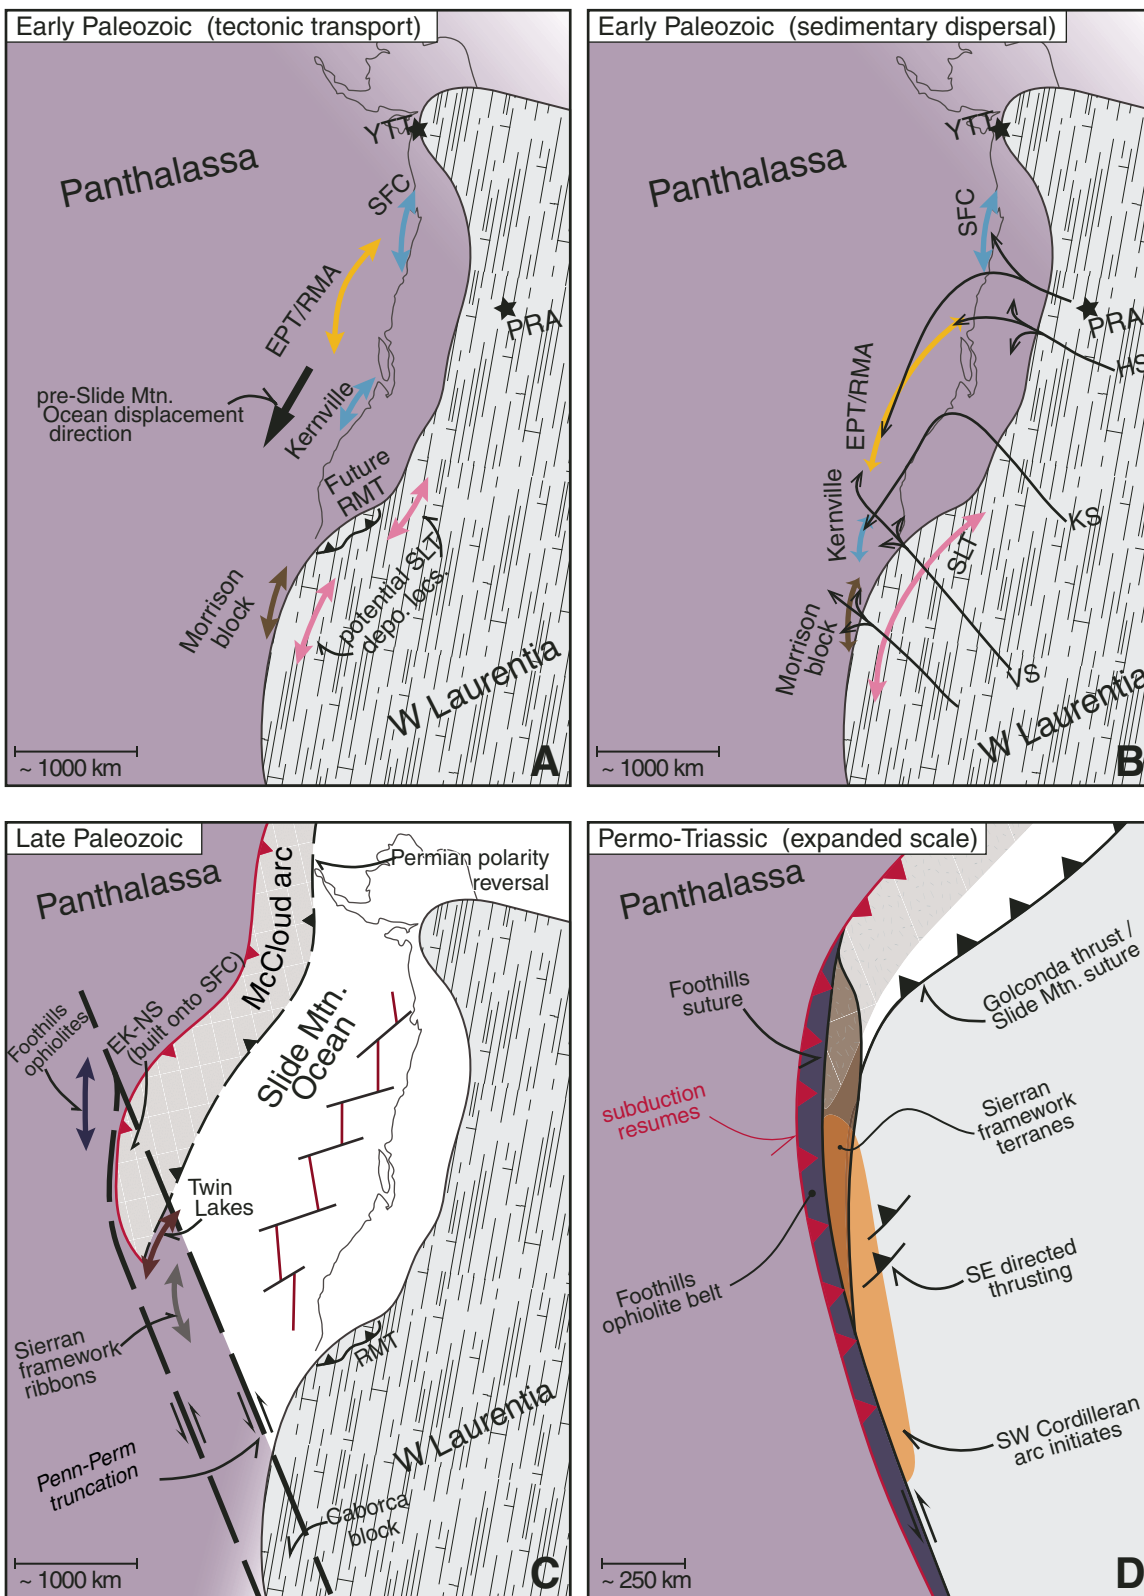 Early Paleozoic (tectonic transport)
YTT
Panthalassa
SFC
EPT/RMA
PRA
pre-Slide Mtn.
Ocean displacement
direction
Kernville
Future
RMT
Morrison
block
potential SLT
depo. locs.
W Laurentia
~ 1000 km
A
Early Paleozoic (sedimentary dispersal)
YTT
Panthalassa
SFC
PRA
HS
EPT/RMA
Kernville
KS
SLT
Morrison
block
VS
W Laurentia
~ 1000 km
B
Late Paleozoic
Panthalassa
McCloud arc
Permian polarity
reversal
Foothills
ophiolites
EK-NS
(built onto SFC)
Slide Mtn.
Ocean
Twin
Lakes
Sierran
framework
ribbons
RMT
W Laurentia
Penn-Perm
truncation
Caborca
block
~ 1000 km
C
Permo-Triassic (expanded scale)
Panthalassa
Foothills
suture
Golconda thrust /
Slide Mtn. suture
subduction
resumes
Sierran
framework
terranes
Foothills
ophiolite belt
SE directed
thrusting
SW Cordilleran
arc initiates
~ 250 km
D